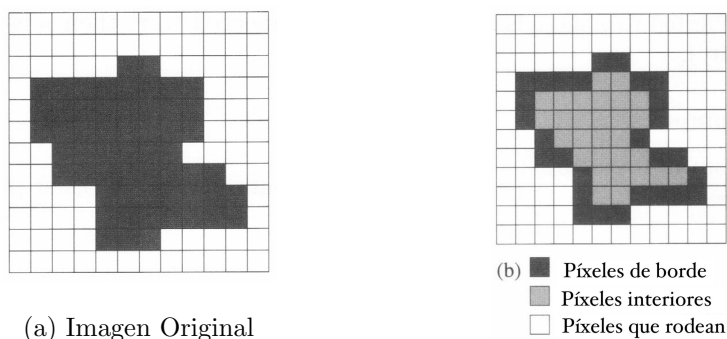 (a) Imagen Original
(b) Píxeles de borde
Píxeles interiores
Píxeles que rodean